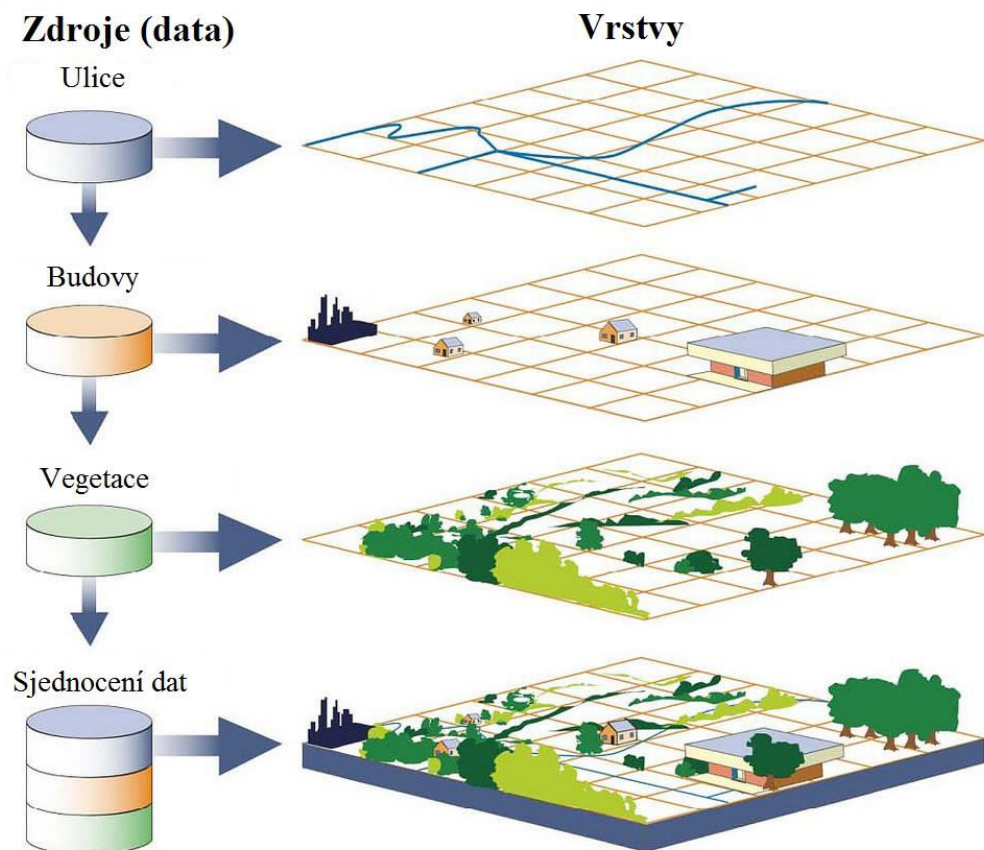 Zdroje (data)
Vrstvy
Ulice
Budovy
Vegetace
Sjednocení dat